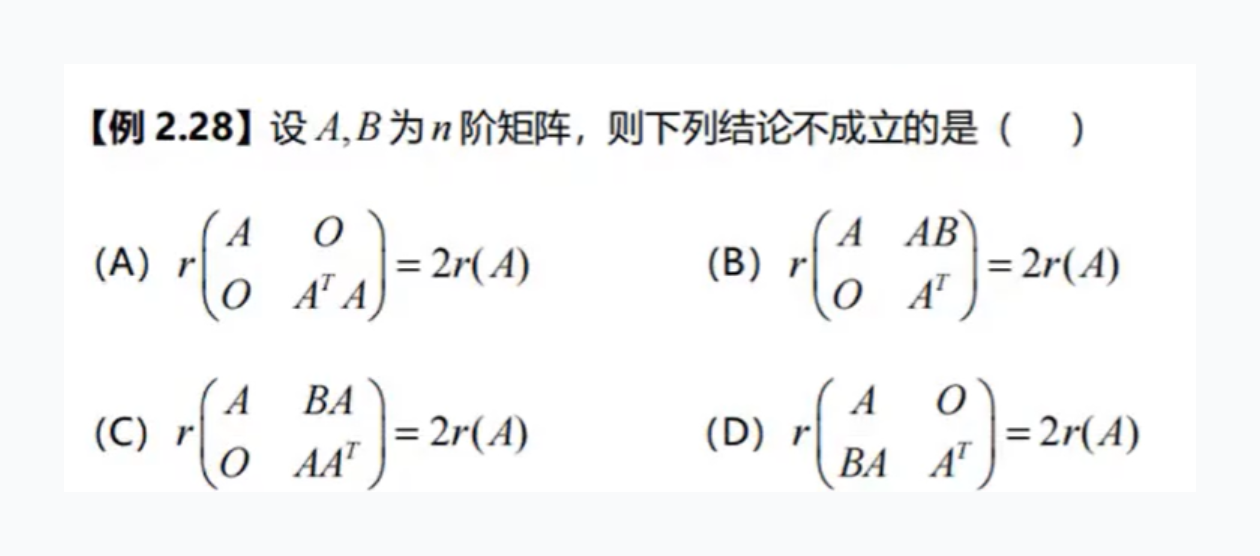 【例 2.28】设 A,B 为 n 阶矩阵，则下列结论不成立的是（　）
(A) r\begin{pmatrix} A & O \\ O & A^T A \end{pmatrix} = 2r(A)
(B) r\begin{pmatrix} A & AB \\ O & A^T \end{pmatrix} = 2r(A)
(C) r\begin{pmatrix} A & BA \\ O & AA^T \end{pmatrix} = 2r(A)
(D) r\begin{pmatrix} A & O \\ BA & A^T \end{pmatrix} = 2r(A)